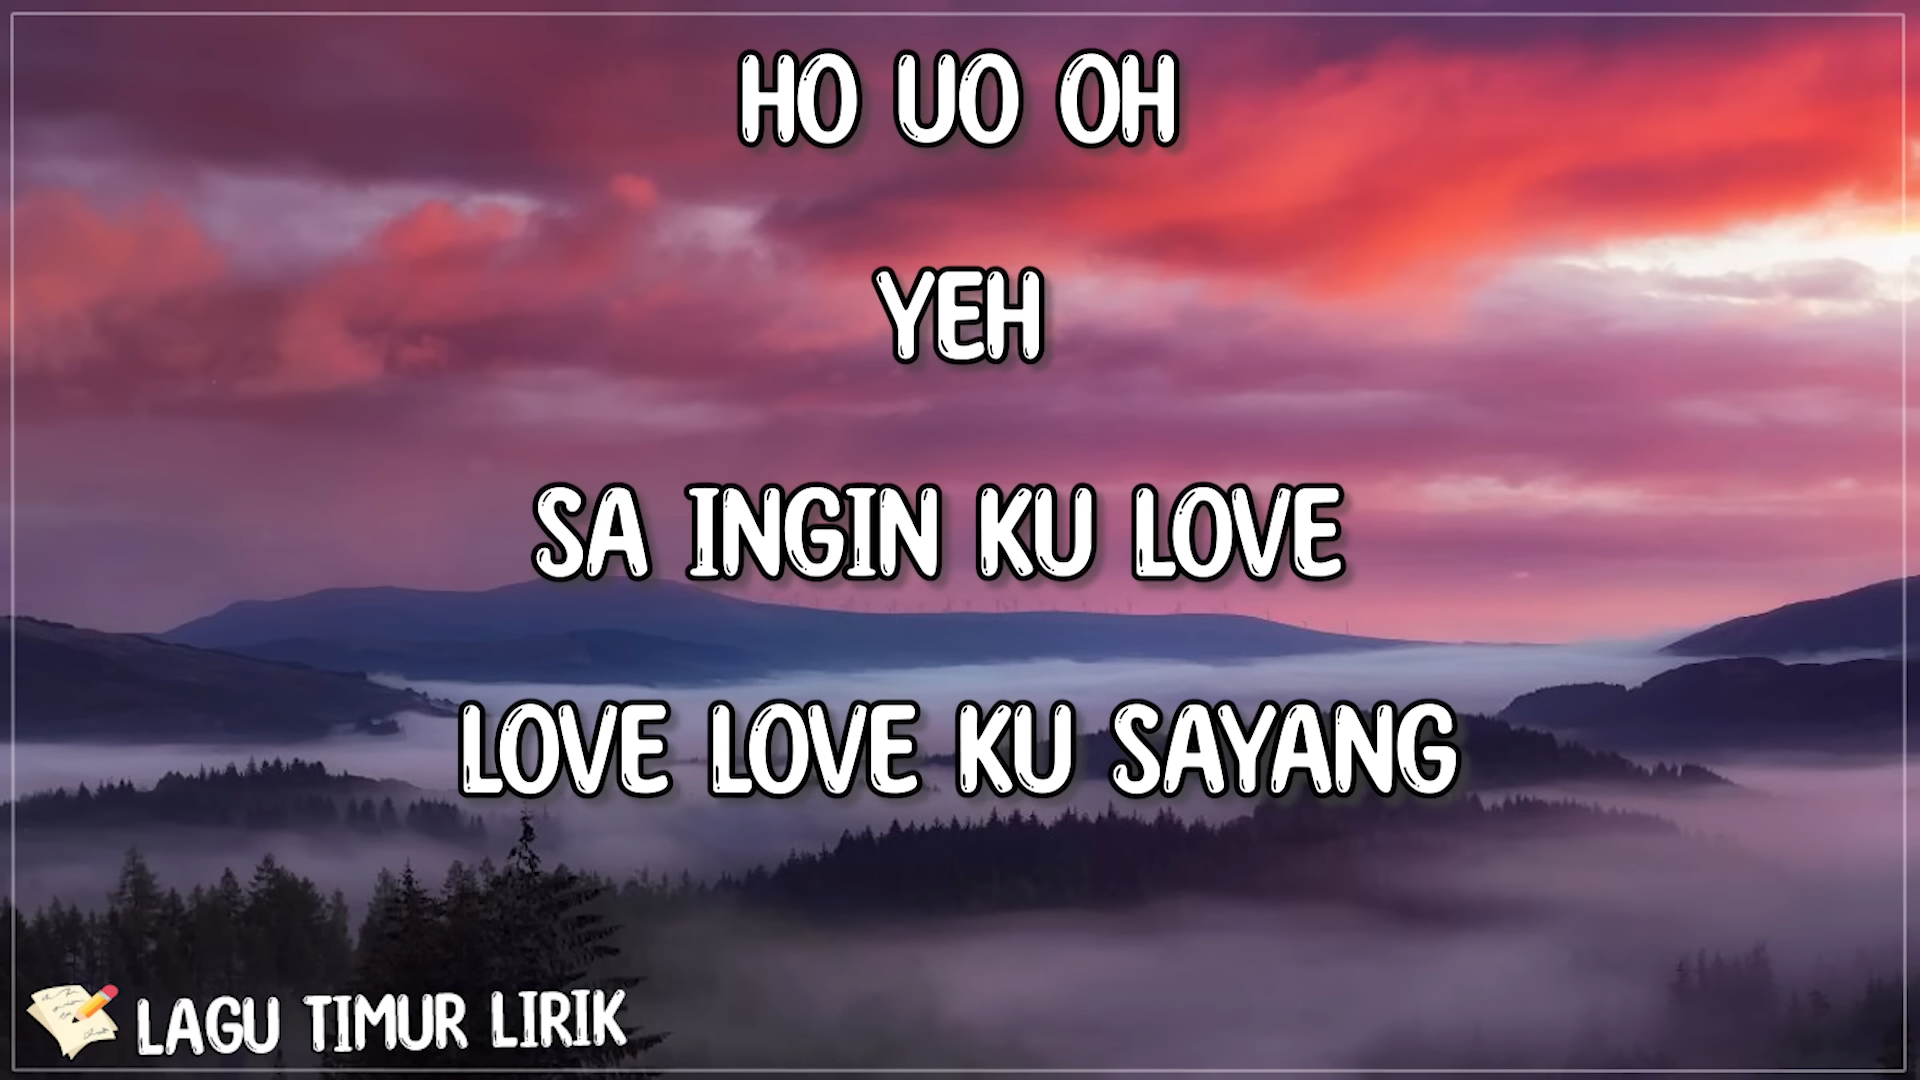 HO UO OH
YEH
SA INGIN KU LOVE
LOVE LOVE KU SAYANG
LAGU TIMUR LIRIK